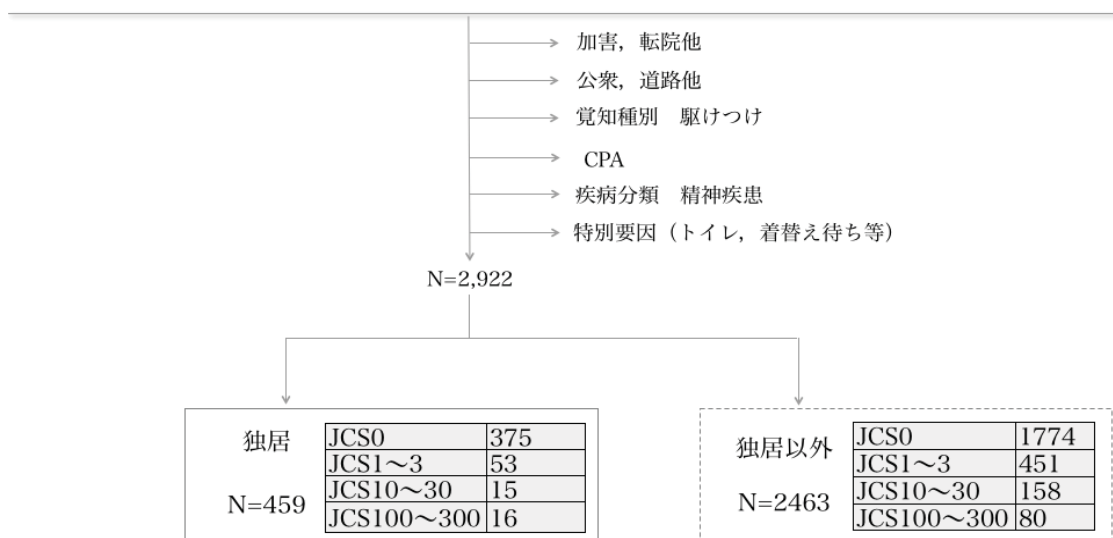 加害，転院他
公衆，道路他
覚知種別　駆けつけ
CPA
疾病分類　精神疾患
特別要因（トイレ，着替え待ち等）
N=2,922
独居
N=459
JCS0 375
JCS1〜3 53
JCS10〜30 15
JCS100〜300 16
独居以外
N=2463
JCS0 1774
JCS1〜3 451
JCS10〜30 158
JCS100〜300 80